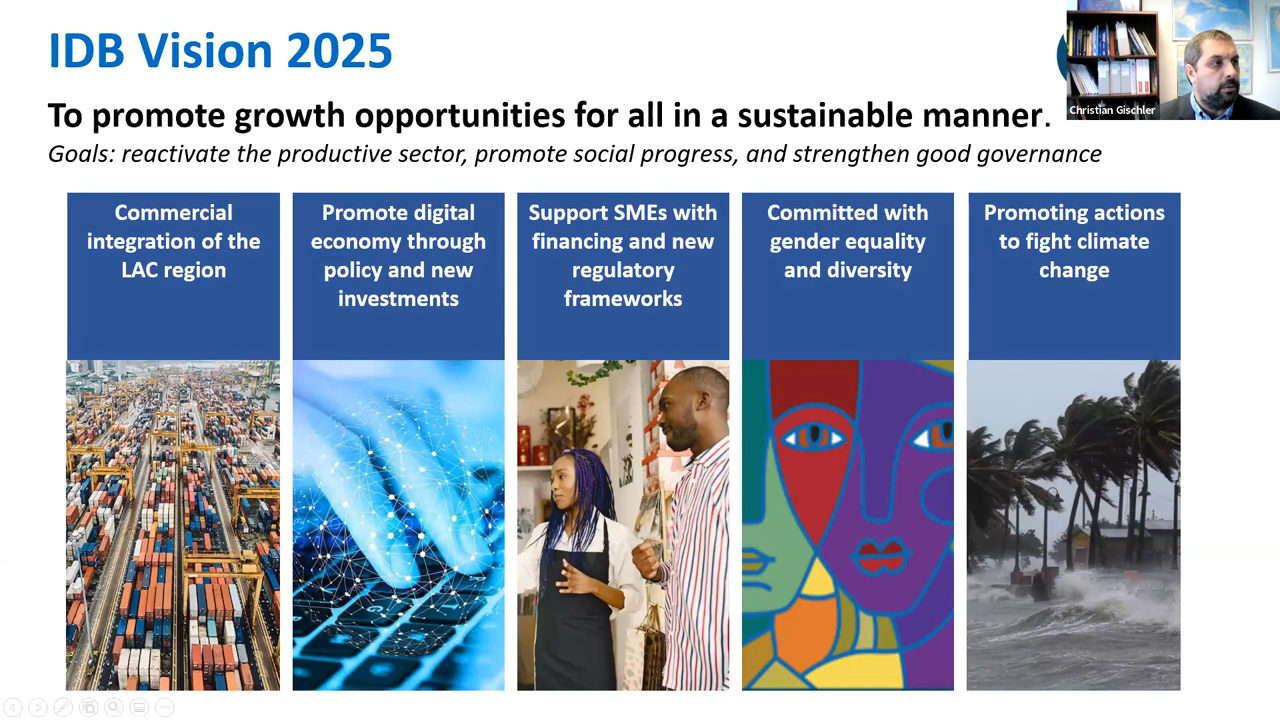 IDB Vision 2025
To promote growth opportunities for all in a sustainable manner.
Goals: reactivate the productive sector, promote social progress, and strengthen good governance
Christian Gischler
Commercial
integration of the
LAC region
Promote digital
economy through
policy and new
investments
Support SMEs with
financing and new
regulatory
frameworks
Committed with
gender equality
and diversity
Promoting actions
to fight climate
change